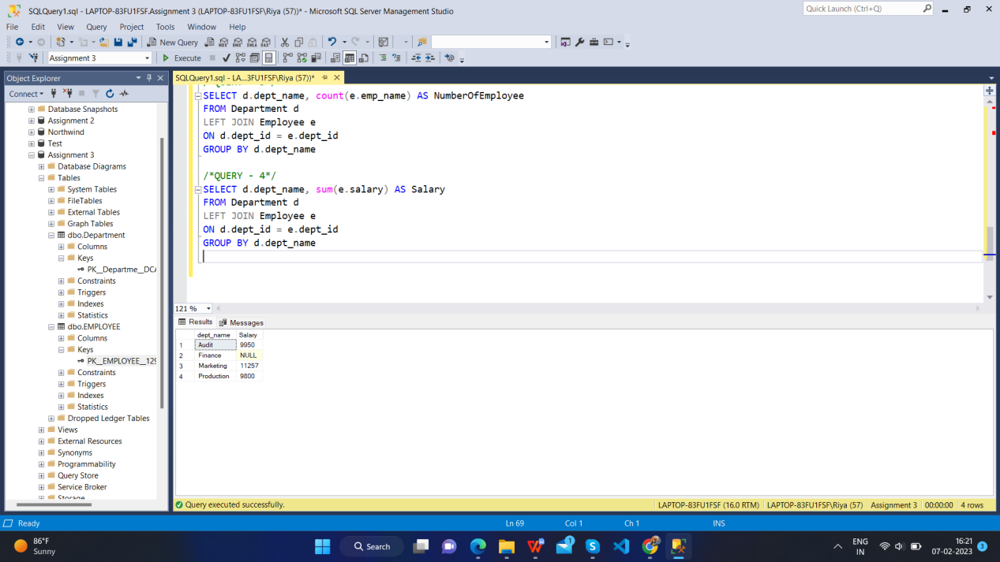 SQLQuery1.sql - LAPTOP-83FU1FSF.Assignment 3 (LAPTOP-83FU1FSF\Riya (57))* - Microsoft SQL Server Management Studio
Quick Launch (Ctrl+Q)
File Edit View Query Project Tools Window Help
New Query
Assignment 3
Execute
Object Explorer
Connect
Database Snapshots
Assignment 2
Northwind
Test
Assignment 3
Database Diagrams
Tables
System Tables
FileTables
External Tables
Graph Tables
dbo.Department
Columns
Keys
PK__Departme__DCA
Constraints
Triggers
Indexes
Statistics
dbo.EMPLOYEE
Columns
Keys
PK__EMPLOYEE__129
Constraints
Triggers
Indexes
Statistics
Dropped Ledger Tables
Views
External Resources
Synonyms
Programmability
Query Store
Service Broker
Storage
SQLQuery1.sql - LA...3FU1FSF\Riya (57))*
SELECT d.dept_name, count(e.emp_name) AS NumberOfEmployee
FROM Department d
LEFT JOIN Employee e
ON d.dept_id = e.dept_id
GROUP BY d.dept_name
/*QUERY - 4*/
SELECT d.dept_name, sum(e.salary) AS Salary
FROM Department d
LEFT JOIN Employee e
ON d.dept_id = e.dept_id
GROUP BY d.dept_name
121 %
Results Messages
dept_name Salary
1 Audit 9950
2 Finance NULL
3 Marketing 11257
4 Production 9800
Query executed successfully.
LAPTOP-83FU1FSF (16.0 RTM) LAPTOP-83FU1FSF\Riya (57) Assignment 3 00:00:00 4 rows
Ready Ln 69 Col 1 Ch 1 INS
86°F
Sunny
Search
1
ENG
IN
16:21
07-02-2023
3